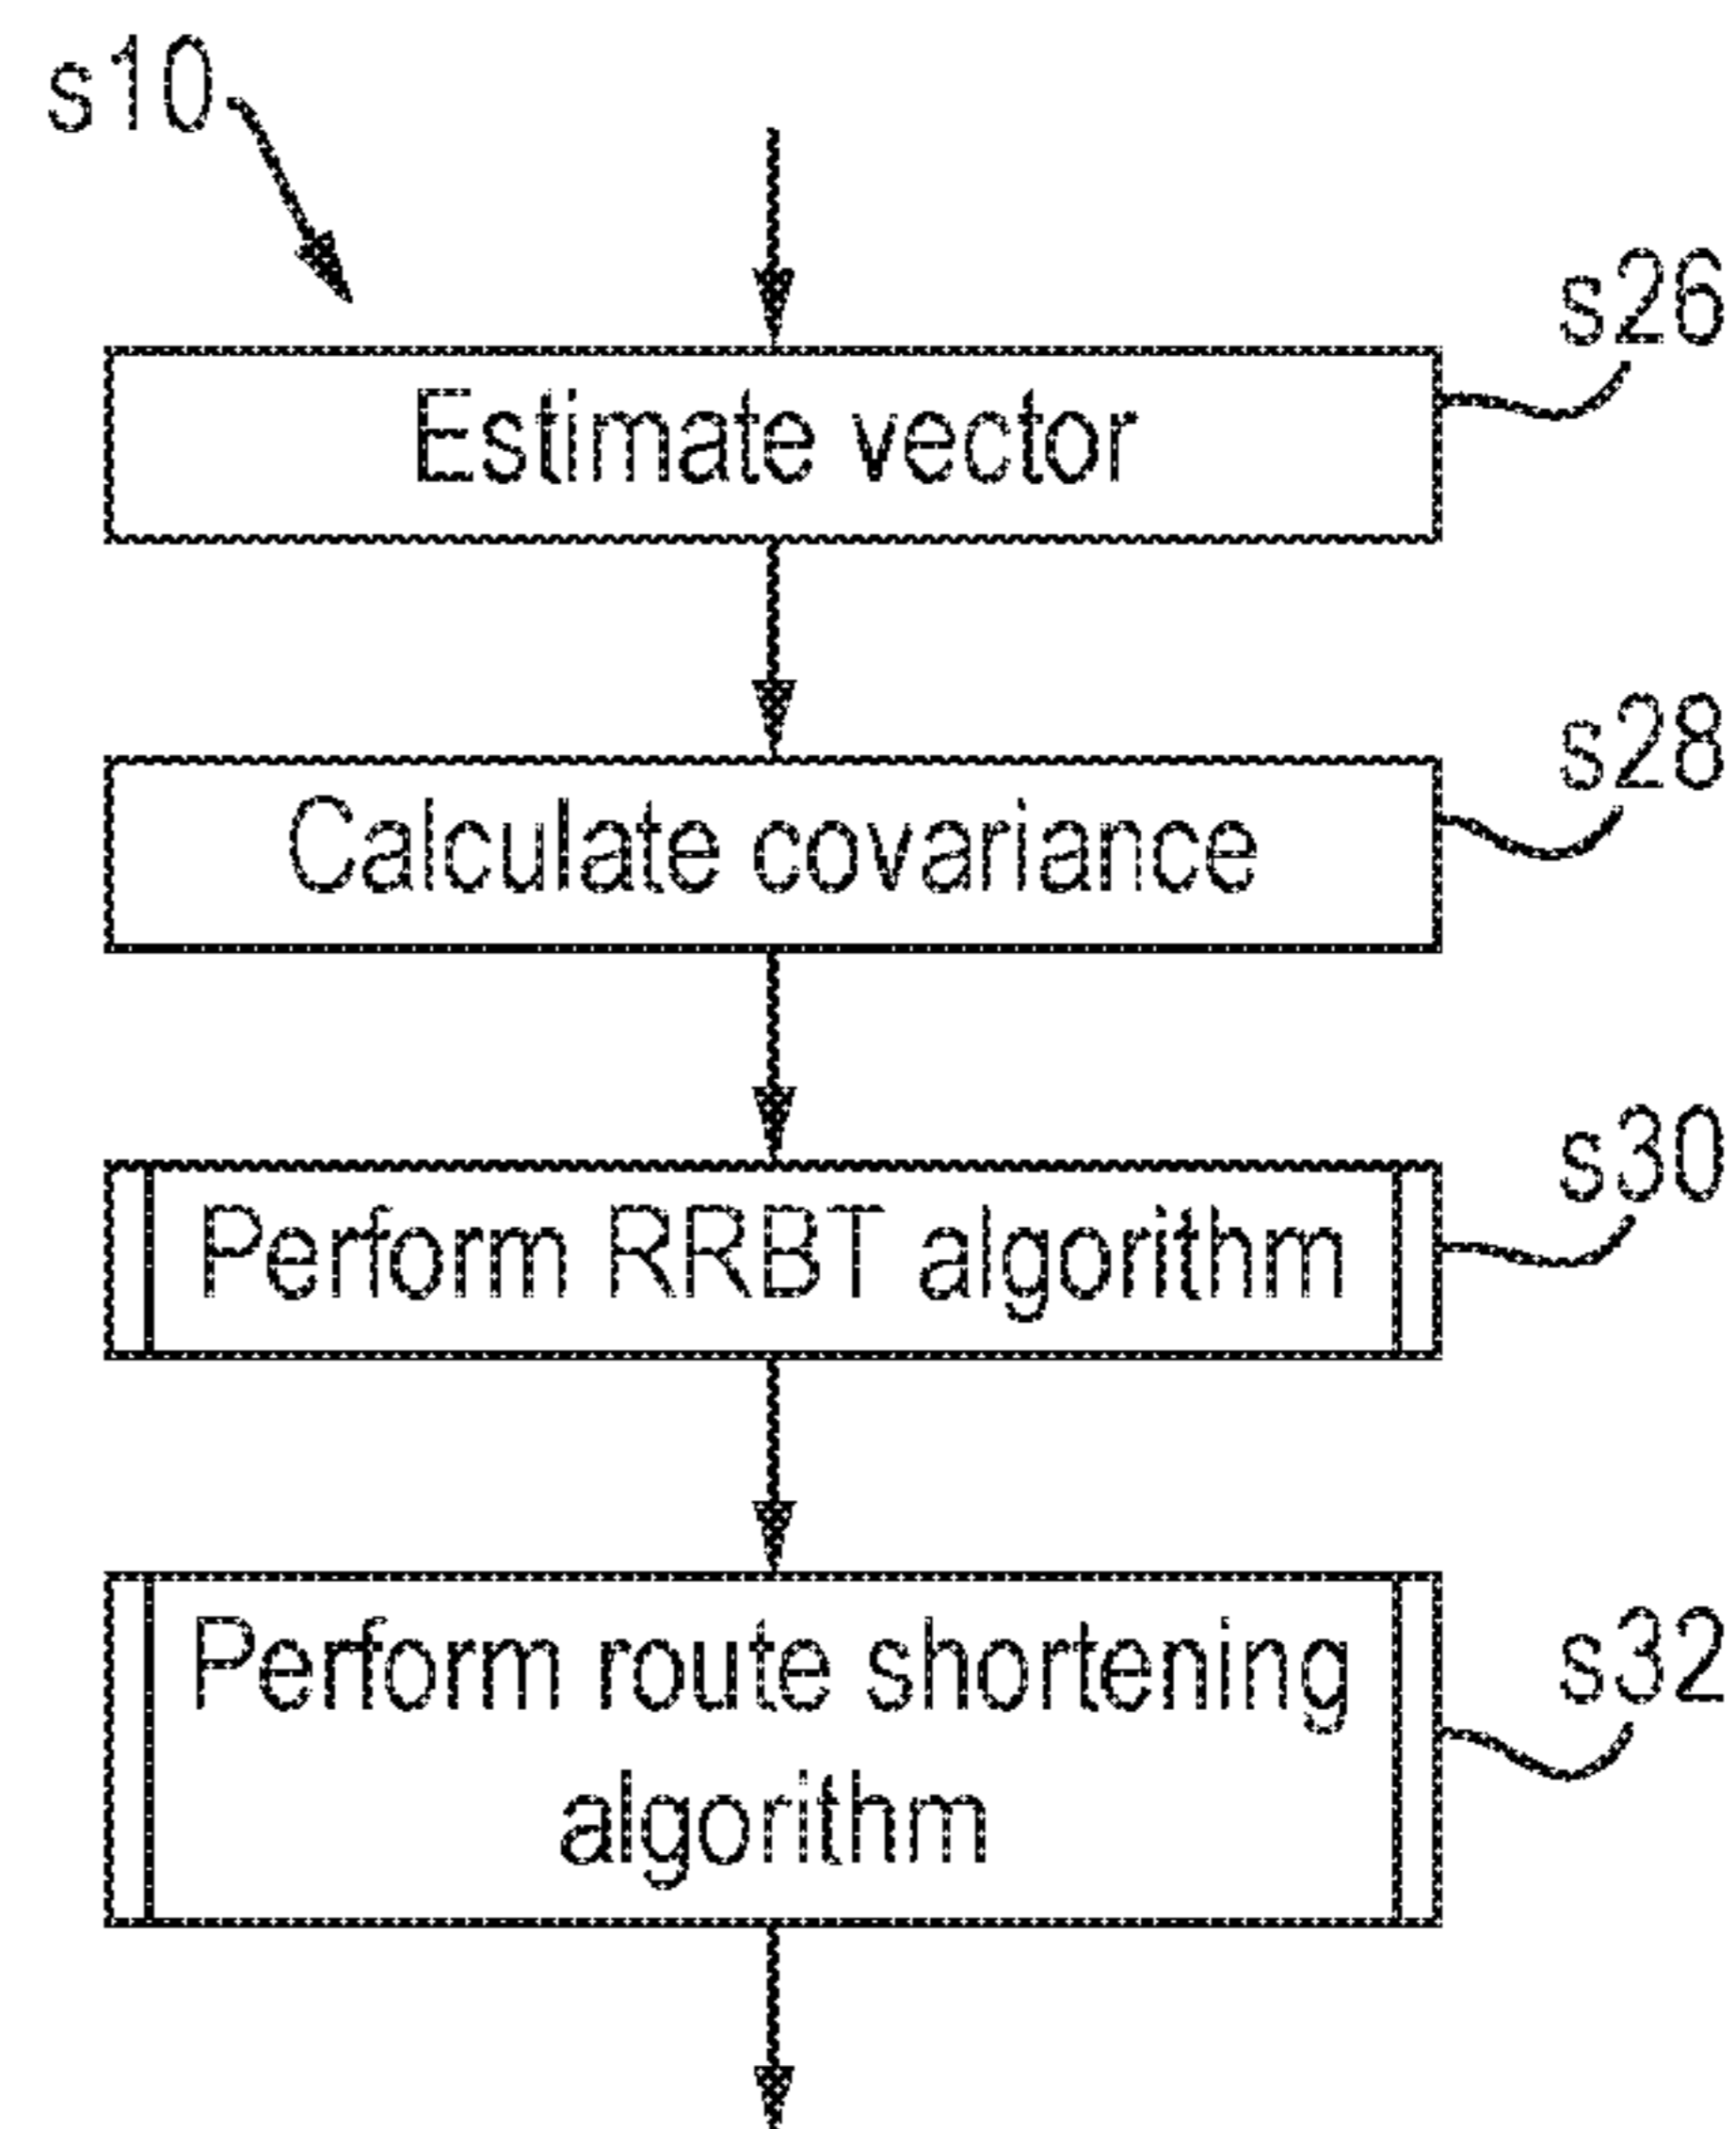 s10
s26
Estimate vector
s28
Calculate covariance
s30
Perform RRBT algorithm
s32
Perform route shortening
algorithm